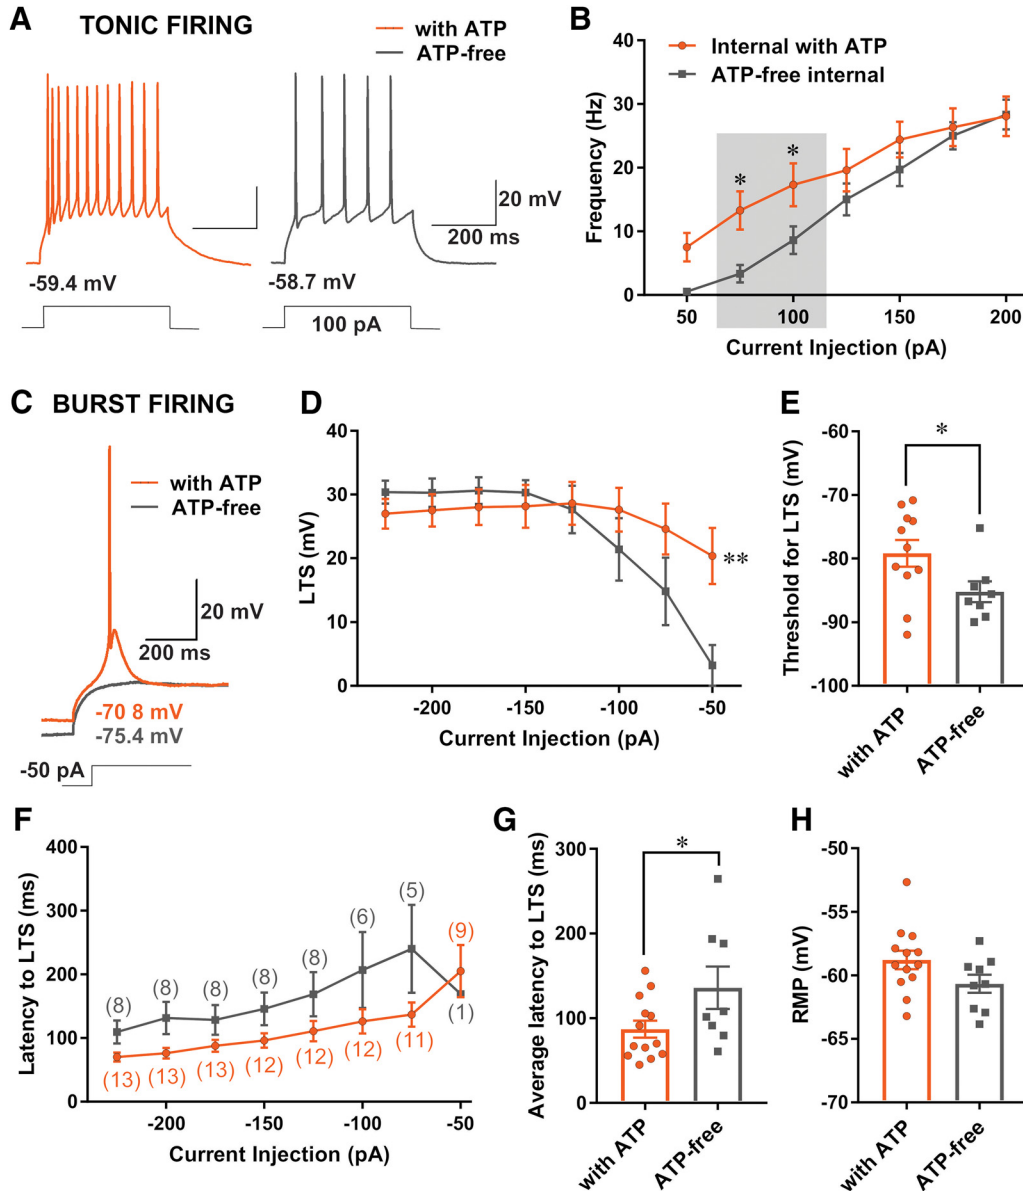 A TONIC FIRING
with ATP
ATP-free
20 mV
200 ms
-59.4 mV
-58.7 mV
100 pA
B
Internal with ATP
ATP-free internal
Frequency (Hz)
40
30
20
10
0
*
*
50
100
150
200
Current Injection (pA)
C BURST FIRING
with ATP
ATP-free
20 mV
200 ms
-70 8 mV
-75.4 mV
-50 pA
D
LTS (mV)
40
30
20
10
0
**
-200
-150
-100
-50
Current Injection (pA)
E
Threshold for LTS (mV)
-60
-70
-80
-90
-100
*
with ATP
ATP-free
F
Latency to LTS (ms)
400
300
200
100
0
(8)
(8)
(8)
(8)
(8)
(6)
(5)
(9)
(13)
(13)
(13)
(12)
(12)
(12)
(11)
(1)
-200
-150
-100
-50
Current Injection (pA)
G
Average latency to LTS (ms)
300
200
100
0
*
with ATP
ATP-free
H
RMP (mV)
-50
-55
-60
-65
-70
with ATP
ATP-free